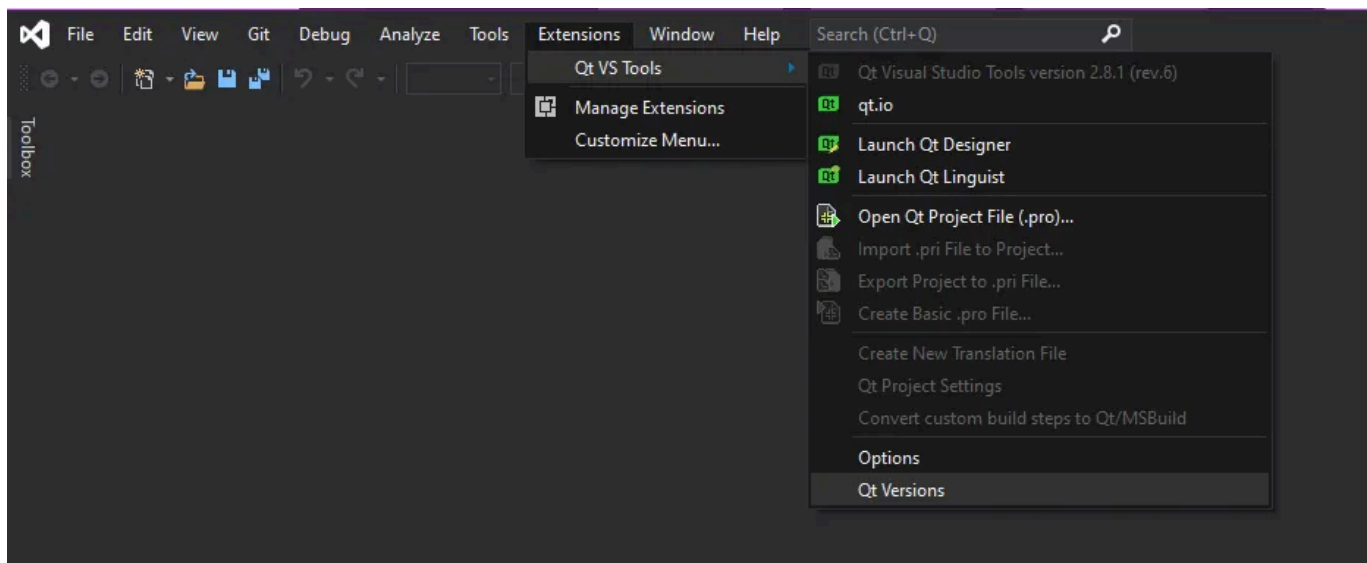 File Edit View Git Debug Analyze Tools Extensions Window Help Search (Ctrl+Q)
Toolbox
Qt VS Tools
Manage Extensions
Customize Menu...
Qt Visual Studio Tools version 2.8.1 (rev.6)
qt.io
Launch Qt Designer
Launch Qt Linguist
Open Qt Project File (.pro)...
Import .pri File to Project...
Export Project to .pri File...
Create Basic .pro File...
Create New Translation File
Qt Project Settings
Convert custom build steps to Qt/MSBuild
Options
Qt Versions